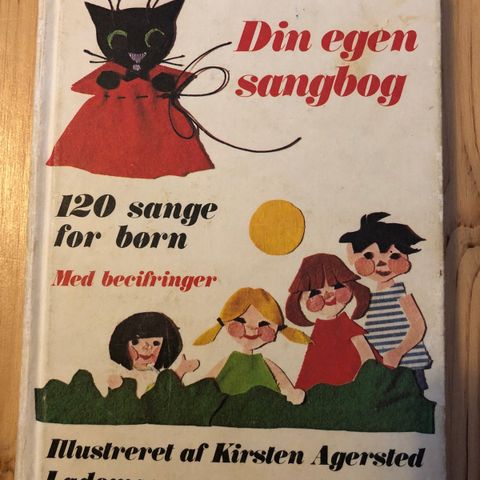 Din egen
sangbog
120 sange
for børn
Med becifringer
Illustreret af Kirsten Agersted